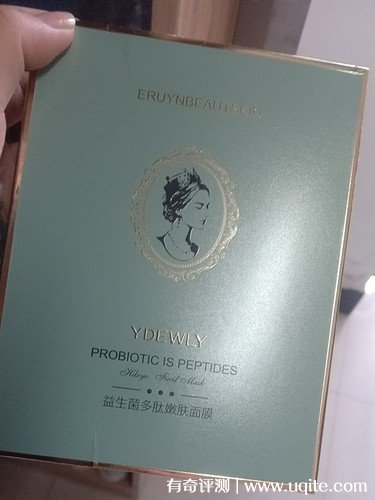 ERUYNBEAUTSKIN
YDEWLY
PROBIOTIC IS PEPTIDES
Mask
益生菌多肽嫩肤面膜
有奇评测 | www.uqite.com